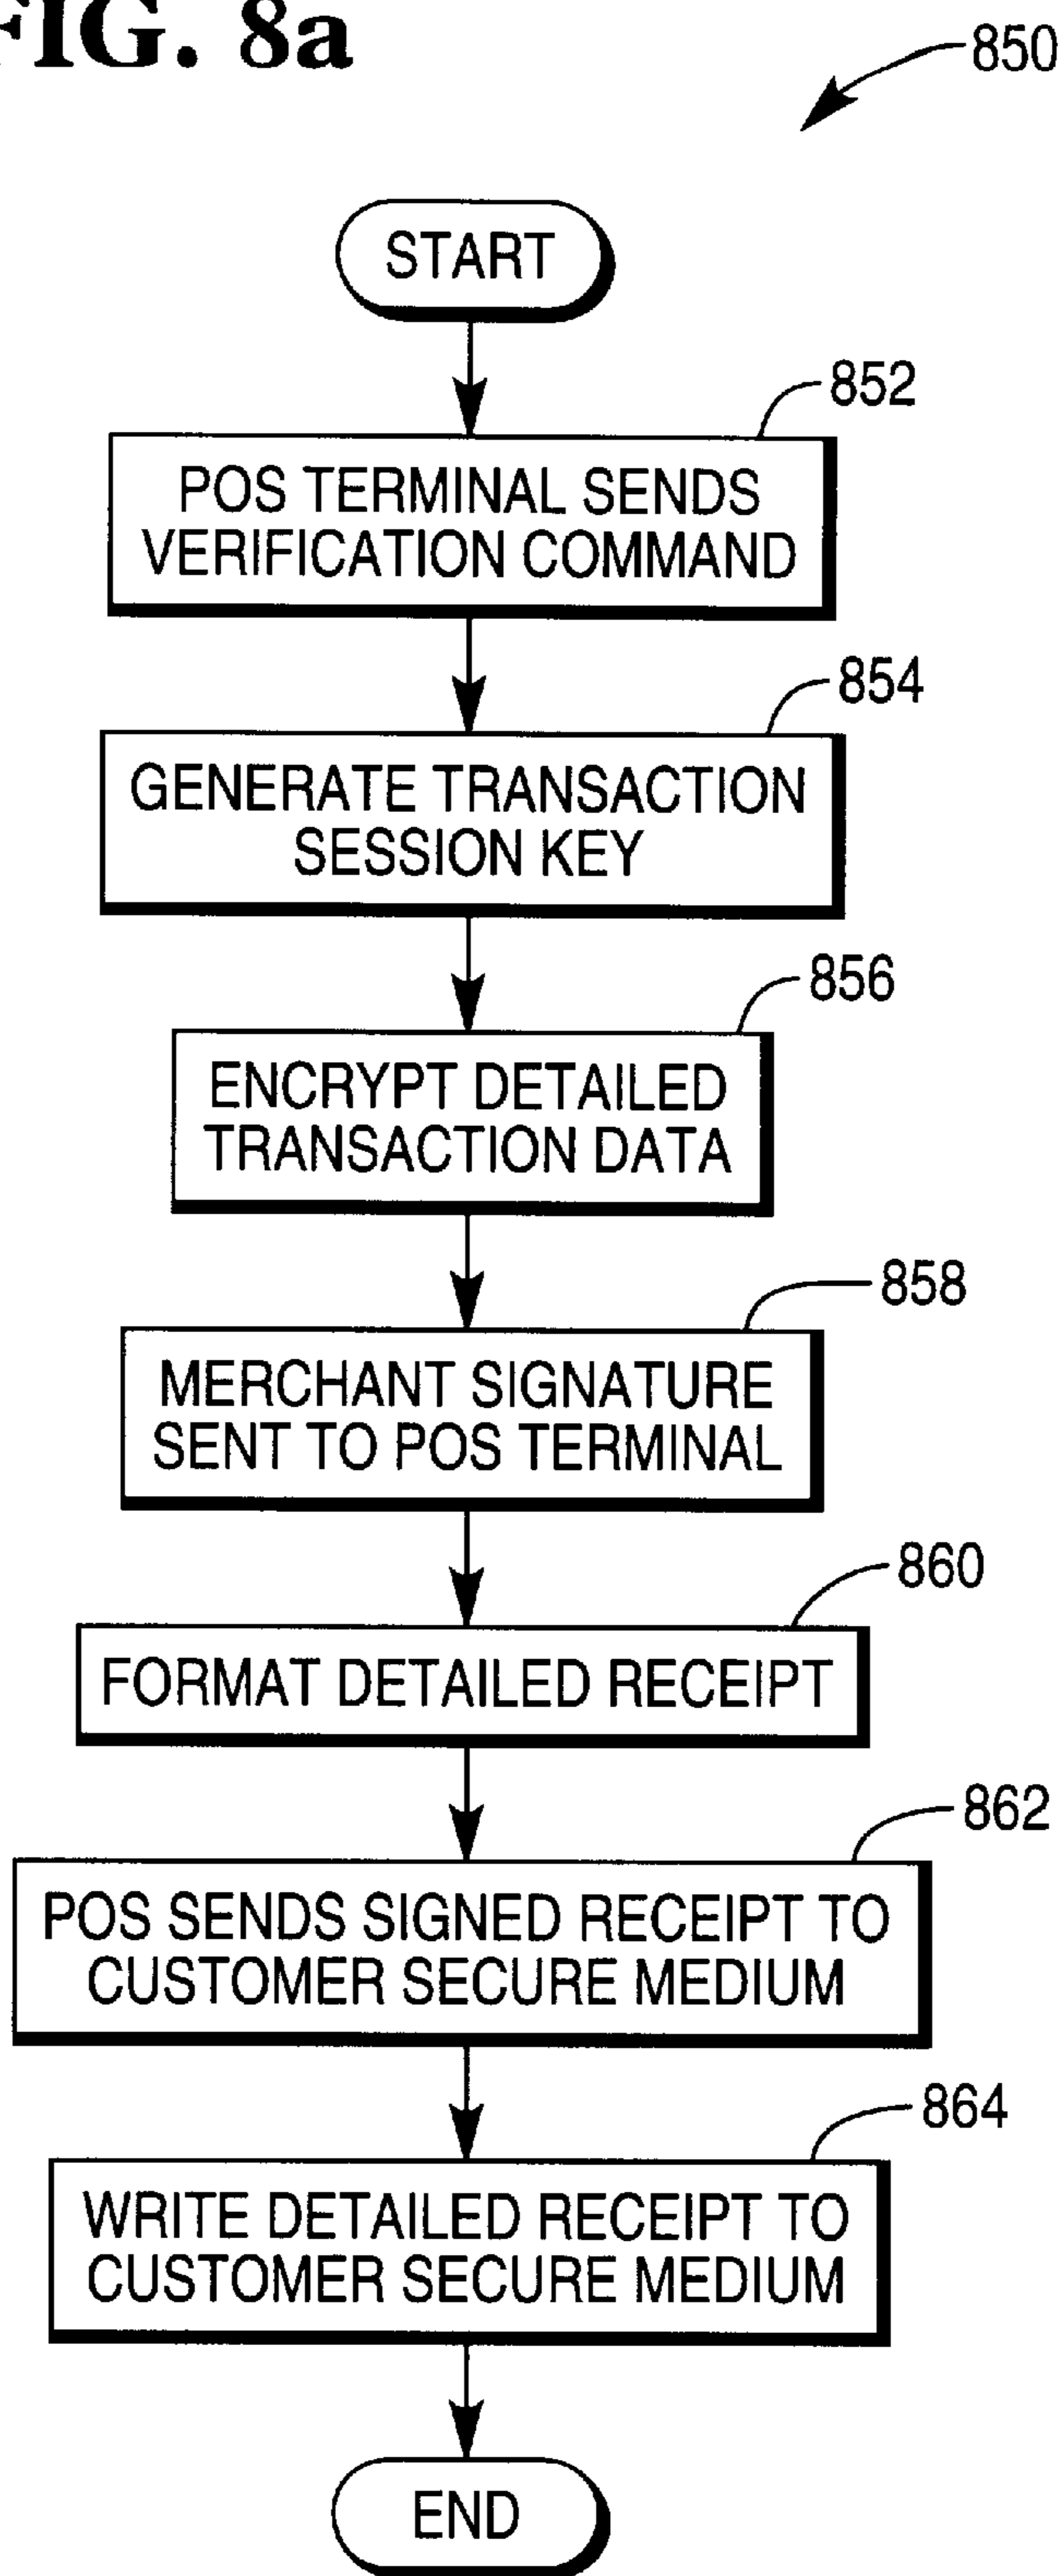 FIG. 8a
850
START
852
POS TERMINAL SENDS
VERIFICATION COMMAND
854
GENERATE TRANSACTION
SESSION KEY
856
ENCRYPT DETAILED
TRANSACTION DATA
858
MERCHANT SIGNATURE
SENT TO POS TERMINAL
860
FORMAT DETAILED RECEIPT
862
POS SENDS SIGNED RECEIPT TO
CUSTOMER SECURE MEDIUM
864
WRITE DETAILED RECEIPT TO
CUSTOMER SECURE MEDIUM
END